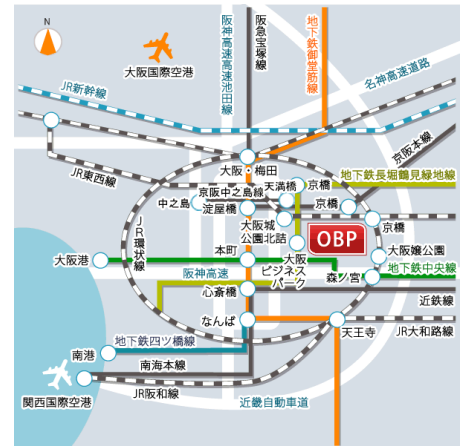 N
大阪国際空港
阪神高速高速池田線
阪急宝塚線
地下鉄御堂筋線
名神高速道路
JR新幹線
京阪本線
大阪・梅田
JR東西線
地下鉄長堀鶴見緑地線
天満橋
京橋
京阪中之島線
中之島
淀屋橋
京橋
京橋
大阪城
公園北詰
OBP
JR環状線
本町
大阪
ビジネス
パーク
大阪嬢公園
大阪港
地下鉄中央線
阪神高速
森ノ宮
心斎橋
近鉄線
なんば
天王寺
JR大和路線
地下鉄四ツ橋線
南港
南海本線
JR阪和線
関西国際空港
近畿自動車道